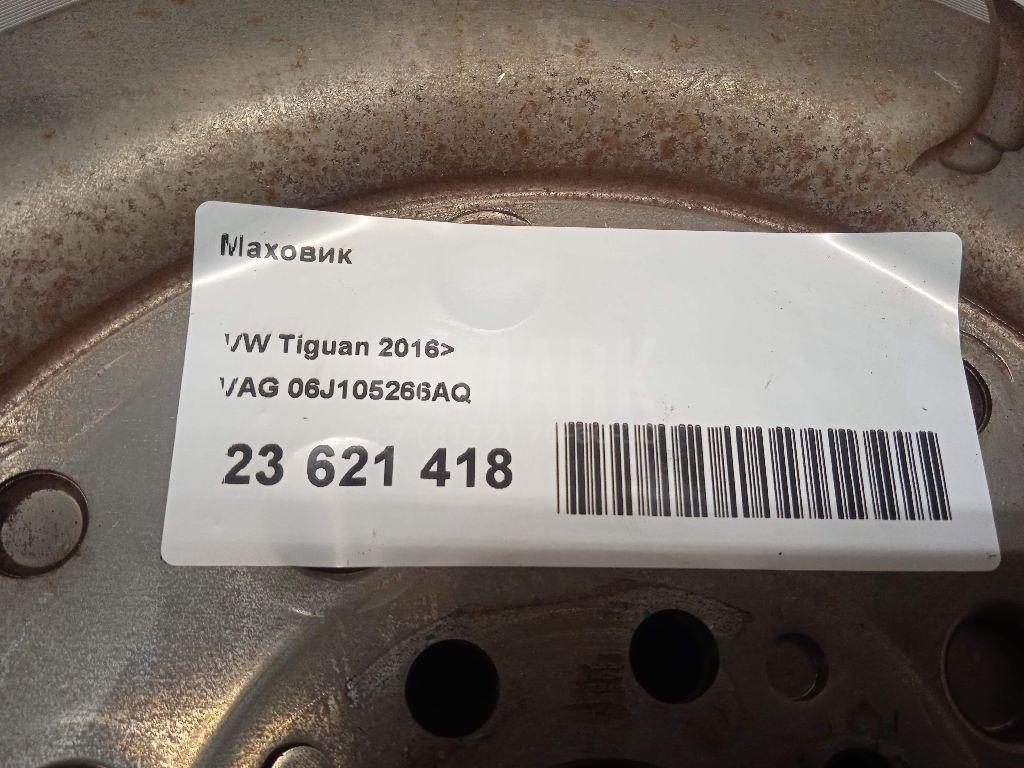 Маховик
VW Tiguan 2016>
VAG 06J105266AQ
23 621 418